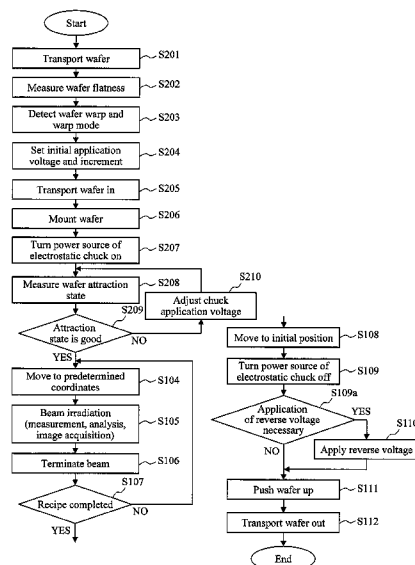 Start
Transport wafer
S201
Measure wafer flatness
S202
Detect wafer warp and
warp mode
S203
Set initial application
voltage and increment
S204
Transport wafer in
S205
Mount wafer
S206
Turn power source of
electrostatic chuck on
S207
Measure wafer attraction
state
S208
S210
Adjust chuck
application voltage
S209
Attraction
state is good
NO
YES
Move to predetermined
coordinates
S104
Beam irradiation
(measurement, analysis,
image acquisition)
S105
Terminate beam
S106
S107
Recipe completed
NO
YES
Move to initial position
S108
Turn power source of
electrostatic chuck off
S109
S109a
Application
of reverse voltage
necessary
YES
NO
Apply reverse voltage
S110
Push wafer up
S111
Transport wafer out
S112
End